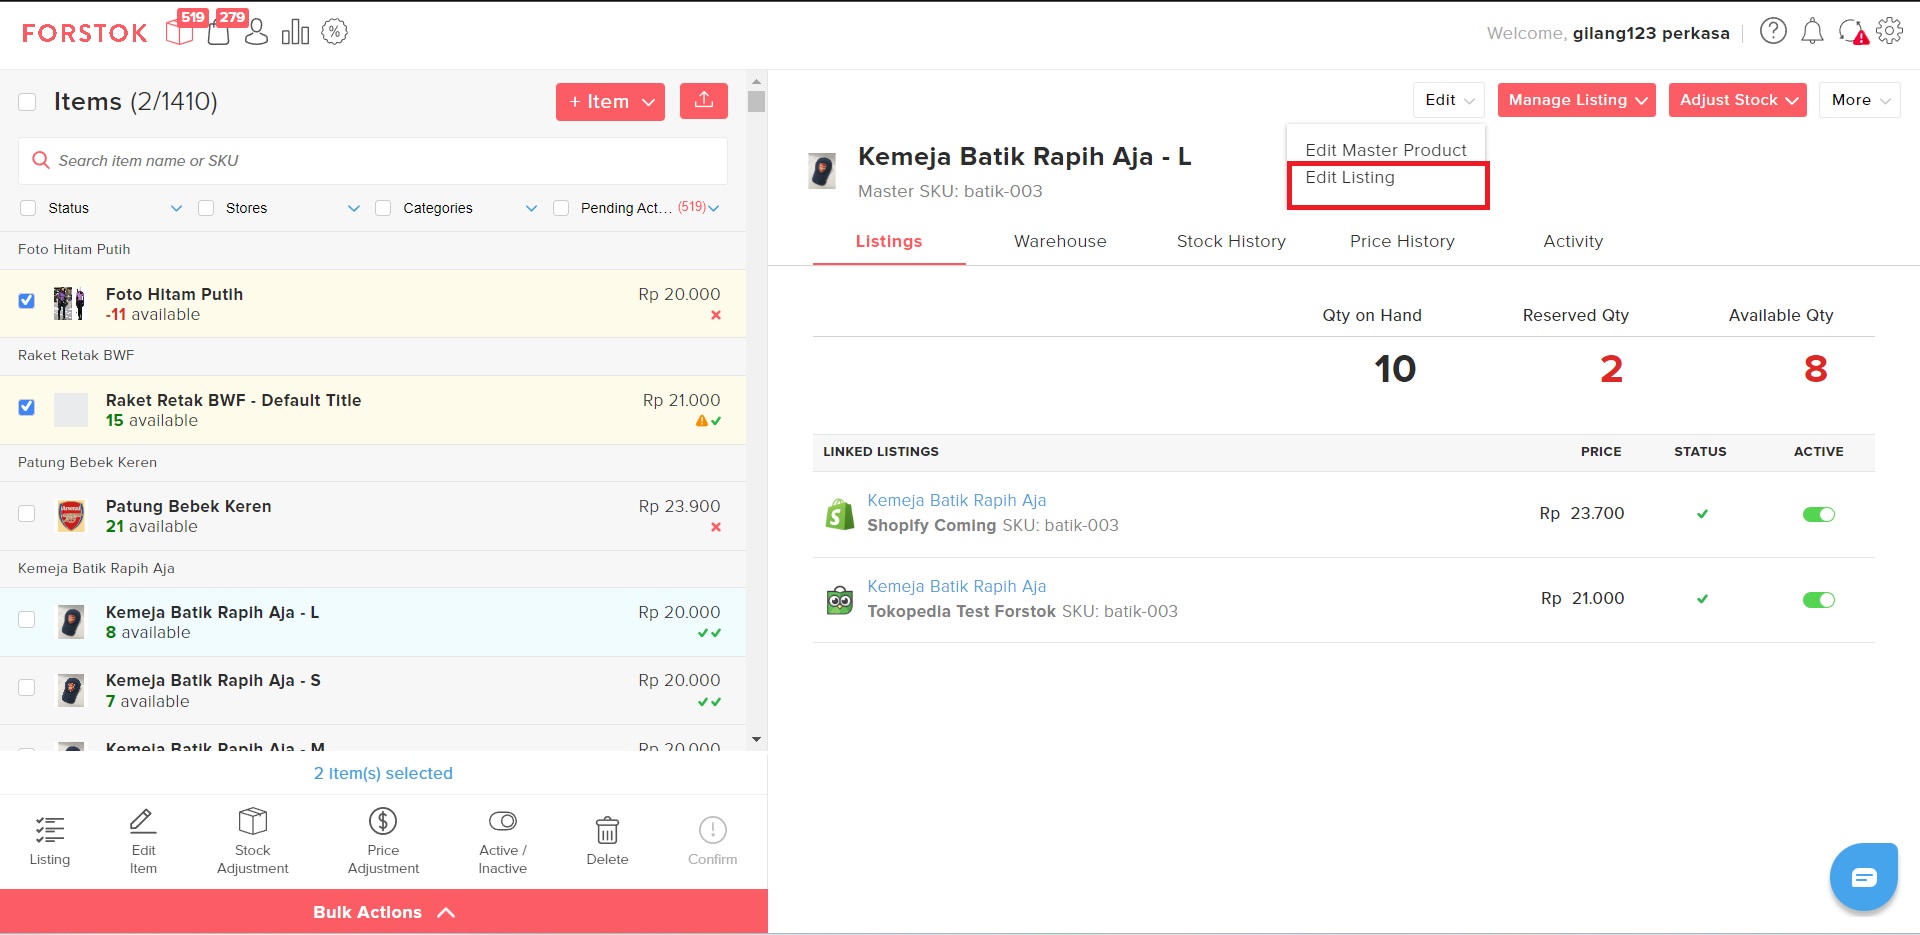 FORSTOK
519
279
Welcome, gilang123 perkasa
Items (2/1410)
+ Item
Search item name or SKU
Status
Stores
Categories
Pending Act... (519)
Foto Hitam Putih
Foto Hitam Putih
Rp 20.000
-11 available
Raket Retak BWF
Raket Retak BWF - Default Title
Rp 21.000
15 available
Patung Bebek Keren
Patung Bebek Keren
Rp 23.900
21 available
Kemeja Batik Rapih Aja
Kemeja Batik Rapih Aja - L
Rp 20.000
8 available
Kemeja Batik Rapih Aja - S
Rp 20.000
7 available
Kemeja Batik Rapih Aja - M
Rp 20.000
2 item(s) selected
Listing
Edit
Item
Stock
Adjustment
Price
Adjustment
Active /
Inactive
Delete
Confirm
Bulk Actions
Edit
Manage Listing
Adjust Stock
More
Edit Master Product
Edit Listing
Kemeja Batik Rapih Aja - L
Master SKU: batik-003
Listings
Warehouse
Stock History
Price History
Activity
Qty on Hand
Reserved Qty
Available Qty
10
2
8
LINKED LISTINGS
PRICE
STATUS
ACTIVE
Kemeja Batik Rapih Aja
Shopify Coming SKU: batik-003
Rp 23.700
Kemeja Batik Rapih Aja
Tokopedia Test Forstok SKU: batik-003
Rp 21.000